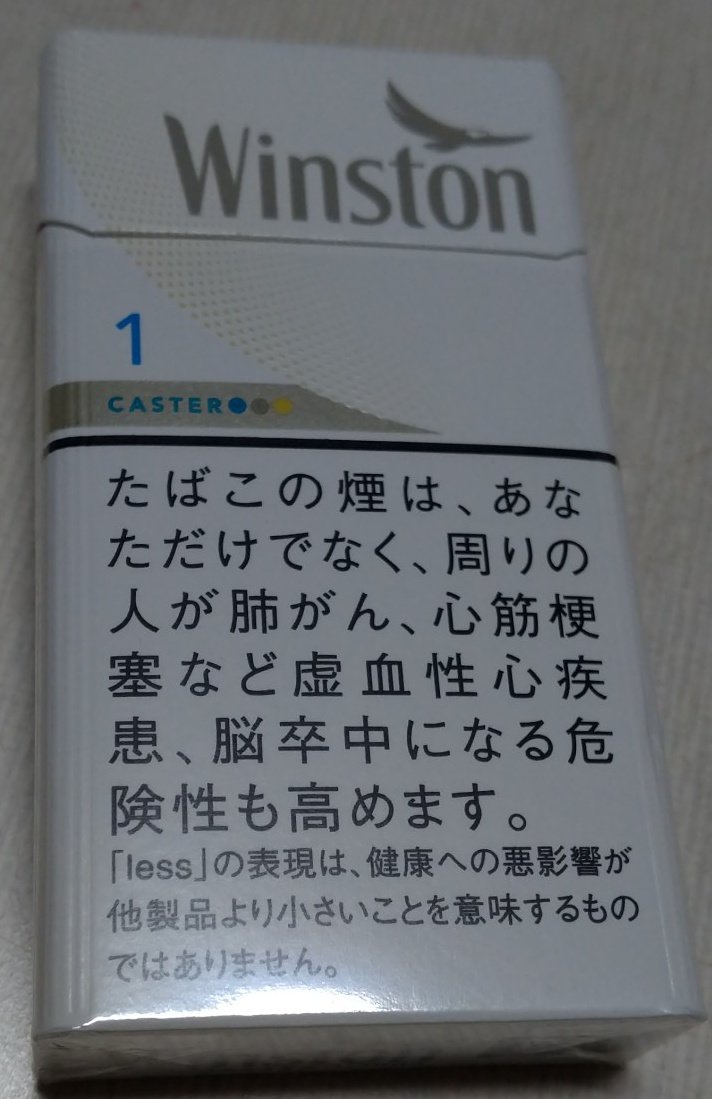 Winston
1
CASTER
たばこの煙は、あな
ただけでなく、周りの
人が肺がん、心筋梗
塞など虚血性心疾
患、脳卒中になる危
険性も高めます。
「less」の表現は、健康への悪影響が
他製品より小さいことを意味するもの
ではありません。